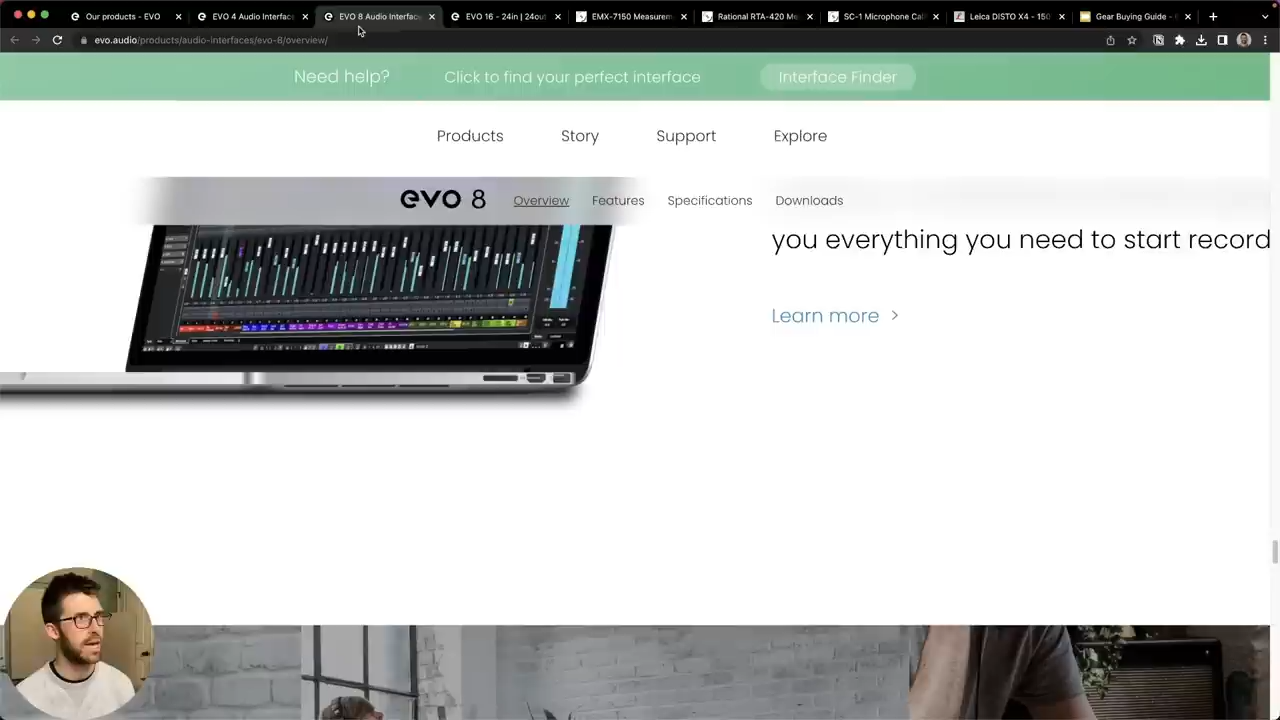 Our products - EVO
EVO 4 Audio Interfac
EVO 8 Audio Interfac
EVO 16 - 24in | 24out
EMX-7150 Measurem
Rational RTA-420 Me
SC-1 Microphone Cal
Leica DISTO X4 - 150
Gear Buying Guide -
evo.audio/products/audio-interfaces/evo-8/overview/
Need help?
Click to find your perfect interface
Interface Finder
Products
Story
Support
Explore
evo 8
Overview
Features
Specifications
Downloads
you everything you need to start record
Learn more